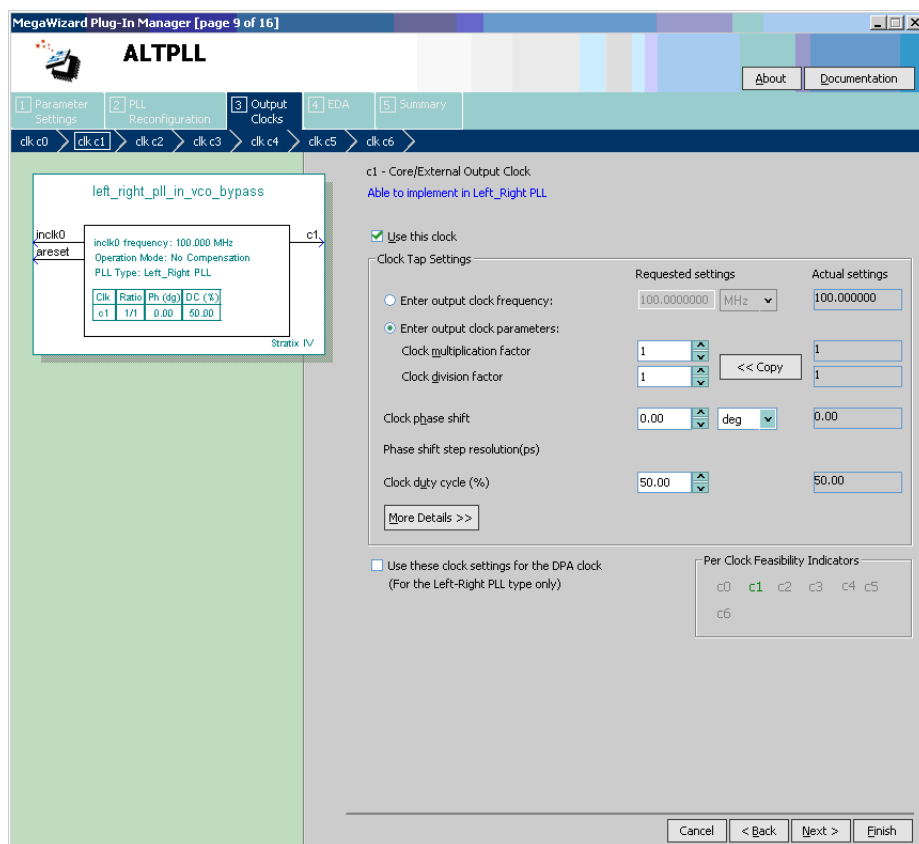 MegaWizard Plug-In Manager [page 9 of 16]
ALTPLL
About
Documentation
1 Parameter Settings
2 PLL Reconfiguration
3 Output Clocks
4 EDA
5 Summary
clk c0
clk c1
clk c2
clk c3
clk c4
clk c5
clk c6
left_right_pll_in_vco_bypass
inclk0
areset
c1
inclk0 frequency: 100.000 MHz
Operation Mode: No Compensation
PLL Type: Left_Right PLL
Clk Ratio Ph (dg) DC (%)
c1 1/1 0.00 50.00
Stratix IV
c1 - Core/External Output Clock
Able to implement in Left_Right PLL
Use this clock
Clock Tap Settings
Requested settings
Actual settings
Enter output clock frequency:
100.0000000
MHz
100.000000
Enter output clock parameters:
Clock multiplication factor
1
1
Clock division factor
1
1
<< Copy
Clock phase shift
0.00
deg
0.00
Phase shift step resolution(ps)
Clock duty cycle (%)
50.00
50.00
More Details >>
Use these clock settings for the DPA clock
(For the Left-Right PLL type only)
Per Clock Feasibility Indicators
c0 c1 c2 c3 c4 c5
c6
Cancel
< Back
Next >
Finish